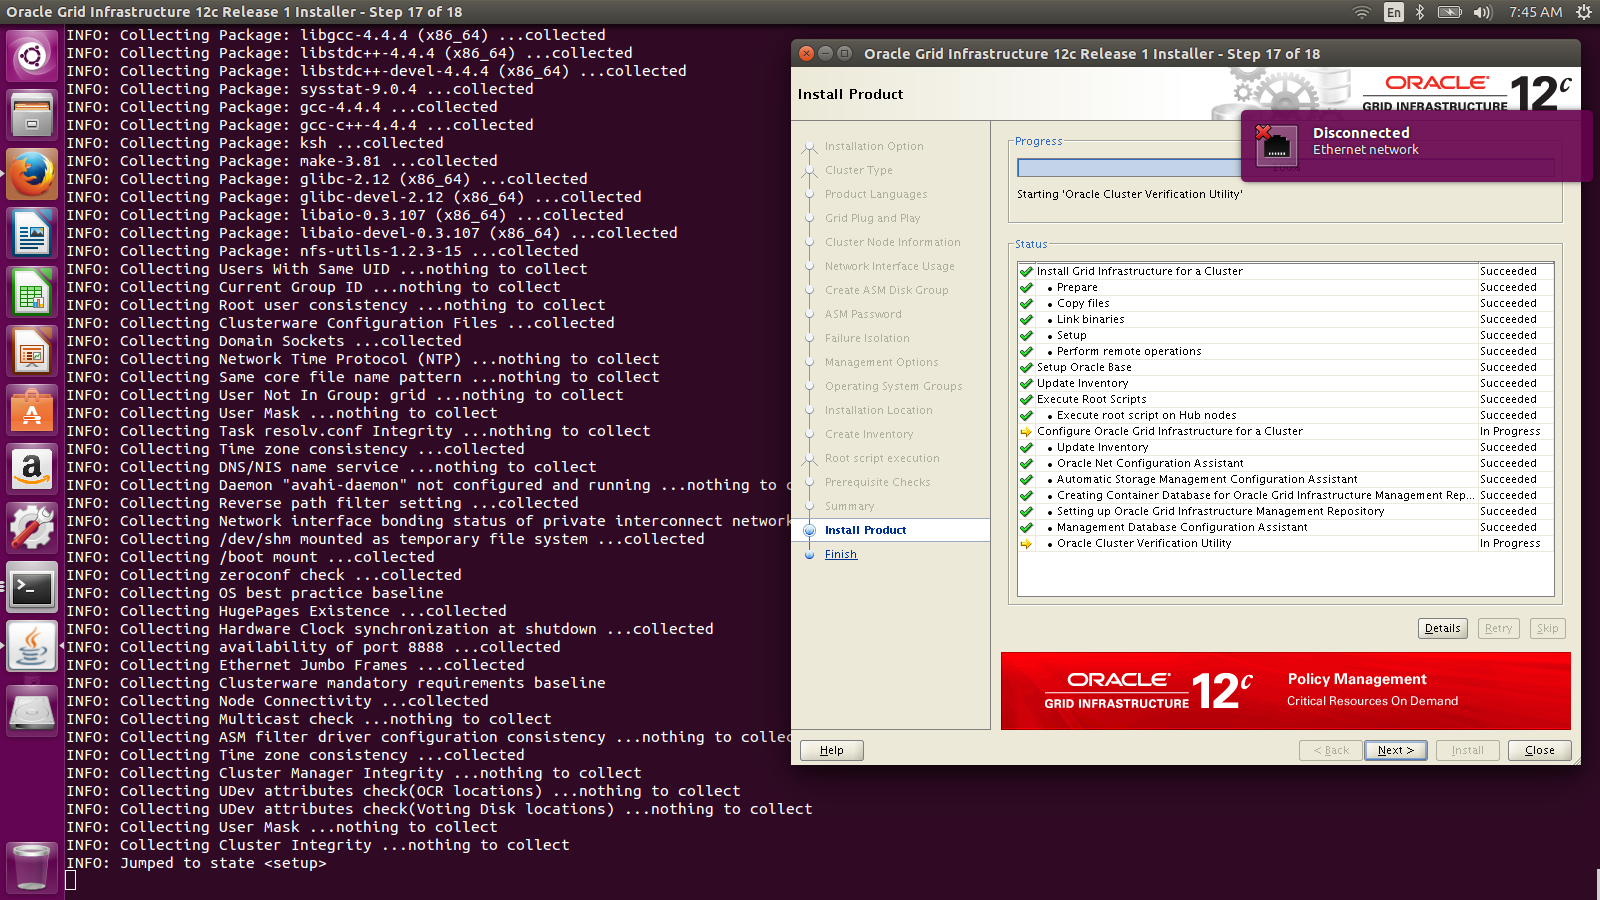 Oracle Grid Infrastructure 12c Release 1 Installer - Step 17 of 18
En
7:45 AM
INFO: Collecting Package: libgcc-4.4.4 (x86_64) ...collected
INFO: Collecting Package: libstdc++-4.4.4 (x86_64) ...collected
INFO: Collecting Package: libstdc++-devel-4.4.4 (x86_64) ...collected
INFO: Collecting Package: sysstat-9.0.4 ...collected
INFO: Collecting Package: gcc-4.4.4 ...collected
INFO: Collecting Package: gcc-c++-4.4.4 ...collected
INFO: Collecting Package: ksh ...collected
INFO: Collecting Package: make-3.81 ...collected
INFO: Collecting Package: glibc-2.12 (x86_64) ...collected
INFO: Collecting Package: glibc-devel-2.12 (x86_64) ...collected
INFO: Collecting Package: libaio-0.3.107 (x86_64) ...collected
INFO: Collecting Package: libaio-devel-0.3.107 (x86_64) ...collected
INFO: Collecting Package: nfs-utils-1.2.3-15 ...collected
INFO: Collecting Users With Same UID ...nothing to collect
INFO: Collecting Current Group ID ...nothing to collect
INFO: Collecting Root user consistency ...nothing to collect
INFO: Collecting Clusterware Configuration Files ...collected
INFO: Collecting Domain Sockets ...collected
INFO: Collecting Network Time Protocol (NTP) ...nothing to collect
INFO: Collecting Same core file name pattern ...nothing to collect
INFO: Collecting User Not In Group: grid ...nothing to collect
INFO: Collecting User Mask ...nothing to collect
INFO: Collecting Task resolv.conf Integrity ...nothing to collect
INFO: Collecting Time zone consistency ...collected
INFO: Collecting DNS/NIS name service ...nothing to collect
INFO: Collecting Daemon "avahi-daemon" not configured and running ...nothing to
INFO: Collecting Reverse path filter setting ...collected
INFO: Collecting Network interface bonding status of private interconnect network
INFO: Collecting /dev/shm mounted as temporary file system ...collected
INFO: Collecting /boot mount ...collected
INFO: Collecting zeroconf check ...collected
INFO: Collecting OS best practice baseline
INFO: Collecting HugePages Existence ...collected
INFO: Collecting Hardware Clock synchronization at shutdown ...collected
INFO: Collecting availability of port 8888 ...collected
INFO: Collecting Ethernet Jumbo Frames ...collected
INFO: Collecting Clusterware mandatory requirements baseline
INFO: Collecting Node Connectivity ...collected
INFO: Collecting Multicast check ...nothing to collect
INFO: Collecting ASM filter driver configuration consistency ...nothing to collec
INFO: Collecting Time zone consistency ...collected
INFO: Collecting Cluster Manager Integrity ...nothing to collect
INFO: Collecting UDev attributes check(OCR locations) ...nothing to collect
INFO: Collecting UDev attributes check(Voting Disk locations) ...nothing to collect
INFO: Collecting User Mask ...nothing to collect
INFO: Collecting Cluster Integrity ...nothing to collect
INFO: Jumped to state <setup>
Oracle Grid Infrastructure 12c Release 1 Installer - Step 17 of 18
Install Product
ORACLE
GRID INFRASTRUCTURE 12c
Disconnected
Ethernet network
Installation Option
Cluster Type
Product Languages
Grid Plug and Play
Cluster Node Information
Network Interface Usage
Create ASM Disk Group
ASM Password
Failure Isolation
Management Options
Operating System Groups
Installation Location
Create Inventory
Root script execution
Prerequisite Checks
Summary
Install Product
Finish
Progress
Starting 'Oracle Cluster Verification Utility'
Status
Install Grid Infrastructure for a Cluster Succeeded
• Prepare Succeeded
• Copy files Succeeded
• Link binaries Succeeded
• Setup Succeeded
• Perform remote operations Succeeded
Setup Oracle Base Succeeded
Update Inventory Succeeded
Execute Root Scripts Succeeded
• Execute root script on Hub nodes Succeeded
Configure Oracle Grid Infrastructure for a Cluster In Progress
• Update Inventory Succeeded
• Oracle Net Configuration Assistant Succeeded
• Automatic Storage Management Configuration Assistant Succeeded
• Creating Container Database for Oracle Grid Infrastructure Management Rep... Succeeded
• Setting up Oracle Grid Infrastructure Management Repository Succeeded
• Management Database Configuration Assistant Succeeded
• Oracle Cluster Verification Utility In Progress
Details Retry Skip
ORACLE
GRID INFRASTRUCTURE 12c
Policy Management
Critical Resources On Demand
Help < Back Next > Install Close